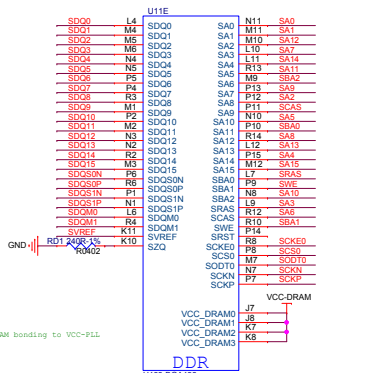 U11E
SDQ0 L4 SDQ0 SA0 N11 SA0
SDQ1 M4 SDQ1 SA1 M11 SA1
SDQ2 M5 SDQ2 SA2 M10 SA12
SDQ3 M6 SDQ3 SA3 L10 SA7
SDQ4 N4 SDQ4 SA4 L11 SA14
SDQ5 N5 SDQ5 SA5 R13 SA11
SDQ6 P5 SDQ6 SA6 M9 SBA2
SDQ7 P4 SDQ7 SA7 P13 SA9
SDQ8 R3 SDQ8 SA8 P12 SA2
SDQ9 M1 SDQ9 SA9 P11 SCAS
SDQ10 P2 SDQ10 SA10 N10 SA5
SDQ11 M2 SDQ11 SA11 P10 SBA0
SDQ12 N3 SDQ12 SA12 R14 SA8
SDQ13 N2 SDQ13 SA13 L12 SA13
SDQ14 R2 SDQ14 SA14 P15 SA4
SDQ15 M3 SDQ15 SA15 M12 SA15
SDQS0N P6 SDQS0N SBA0 L7 SRAS
SDQS0P R6 SDQS0P SBA1 P9 SWE
SDQS1N P1 SDQS1N SBA2 N8 SA10
SDQS1P N1 SDQS1P SRAS L9 SA3
SDQM0 L6 SDQM0 SCAS R12 SA6
SDQM1 R4 SDQM1 SWE R10 SBA1
SVREF K11 SVREF SRST P14
GND RD1 240R-1% K10 SZQ SCKE0 R8 SCKE0
R0402 SCS0 P8 SCS0
SODT0 M7 SODT0
SCKN N7 SCKN
SCKP P7 SCKP
VCC-DRAM
VCC_DRAM0 J7
VCC_DRAM1 J8
VCC_DRAM2 K7
VCC_DRAM3 K8
AM bonding to VCC-PLL
DDR